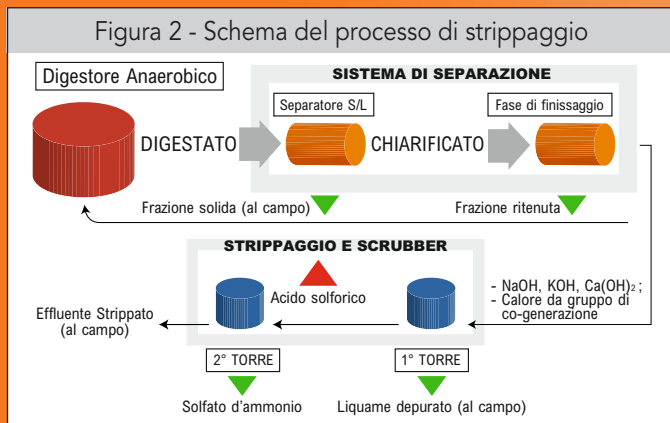 Figura 2 - Schema del processo di strippaggio
Digestore Anaerobico
SISTEMA DI SEPARAZIONE
Separatore S/L
Fase di finissaggio
DIGESTATO
CHIARIFICATO
Frazione solida (al campo)
Frazione ritenuta
STRIPPAGGIO E SCRUBBER
Acido solforico
- NaOH, KOH, Ca(OH)₂ ;
- Calore da gruppo di
co-generazione
Effluente Strippato
(al campo)
2° TORRE
1° TORRE
Solfato d'ammonio
Liquame depurato (al campo)